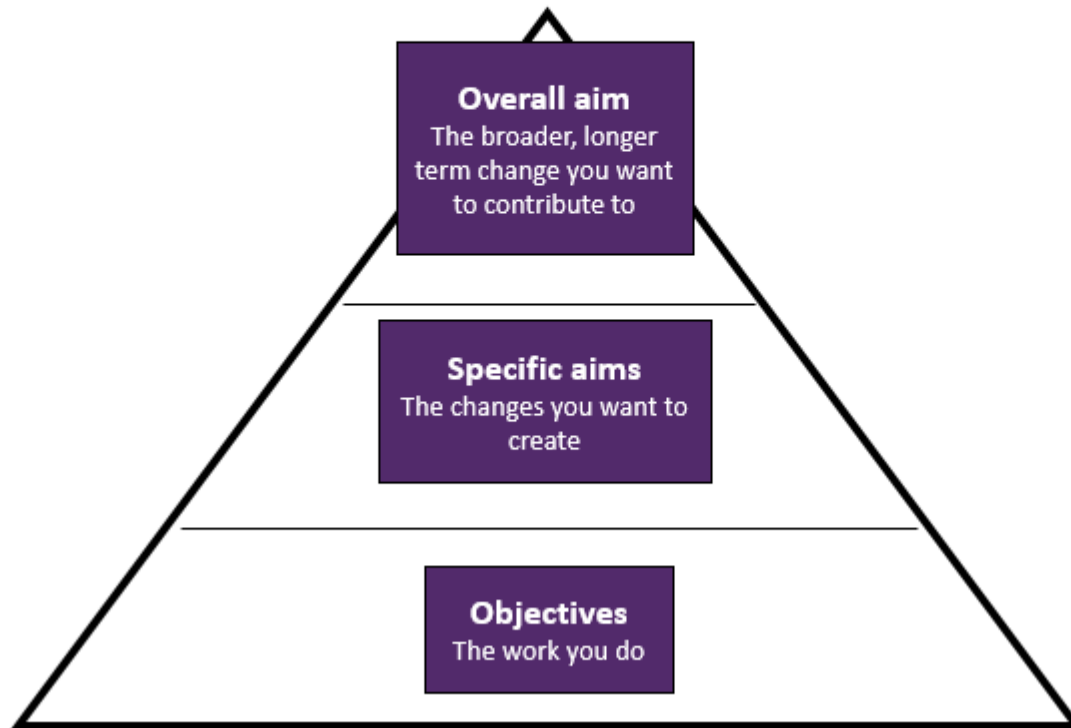 Overall aim
The broader, longer
term change you want
to contribute to
Specific aims
The changes you want to
create
Objectives
The work you do